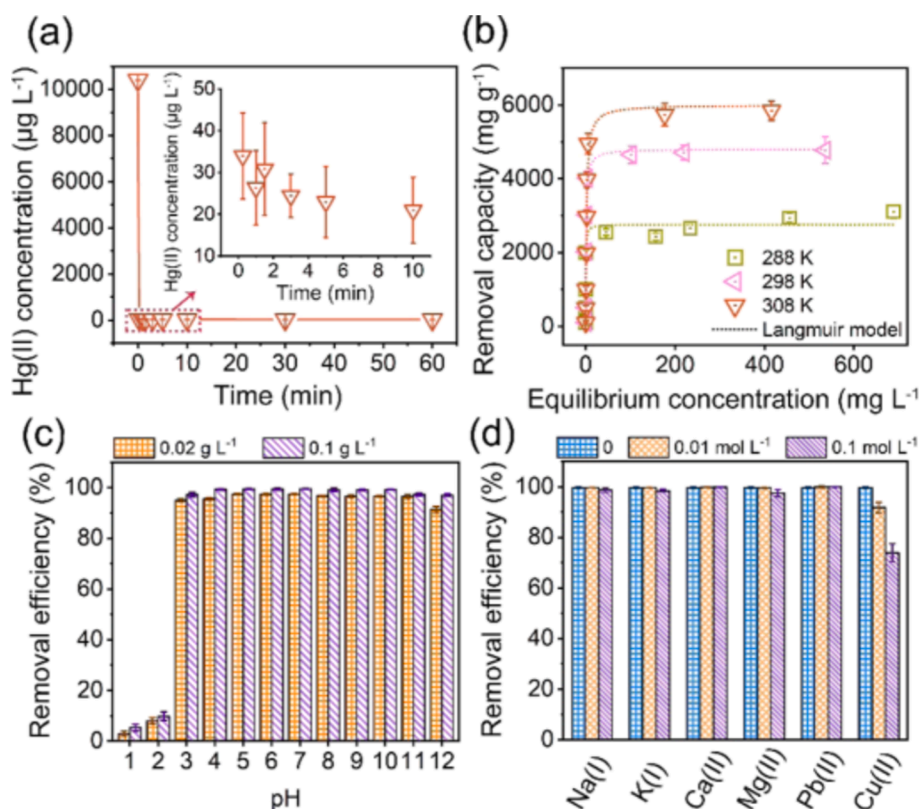 (a)
Hg(II) concentration (µg L⁻¹)
10000
8000
6000
4000
2000
0
0 10 20 30 40 50 60
Time (min)
Hg(II) concentration (µg L⁻¹)
50
40
30
20
10
0 2 4 6 8 10
Time (min)
(b)
Removal capacity (mg g⁻¹)
6000
5000
4000
3000
2000
1000
0
288 K
298 K
308 K
Langmuir model
0 200 400 600
Equilibrium concentration (mg L⁻¹
(c)
0.02 g L⁻¹ 0.1 g L⁻¹
Removal efficiency (%)
100
80
60
40
20
0
1 2 3 4 5 6 7 8 9 10 11 12
pH
(d)
0 0.01 mol L⁻¹ 0.1 mol L⁻¹
Removal efficiency (%)
100
80
60
40
20
0
Na(I) K(I) Ca(II) Mg(II) Pb(II) Cu(II)